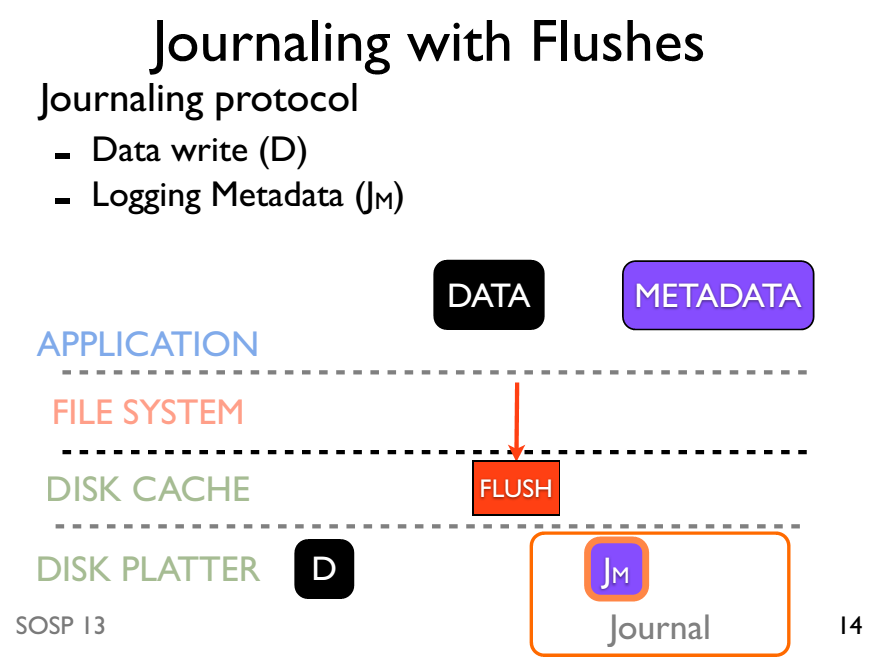 Journaling with Flushes
Journaling protocol
- Data write (D)
- Logging Metadata (JM)
DATA
METADATA
APPLICATION
FILE SYSTEM
DISK CACHE
FLUSH
DISK PLATTER
D
JM
SOSP 13
Journal
14